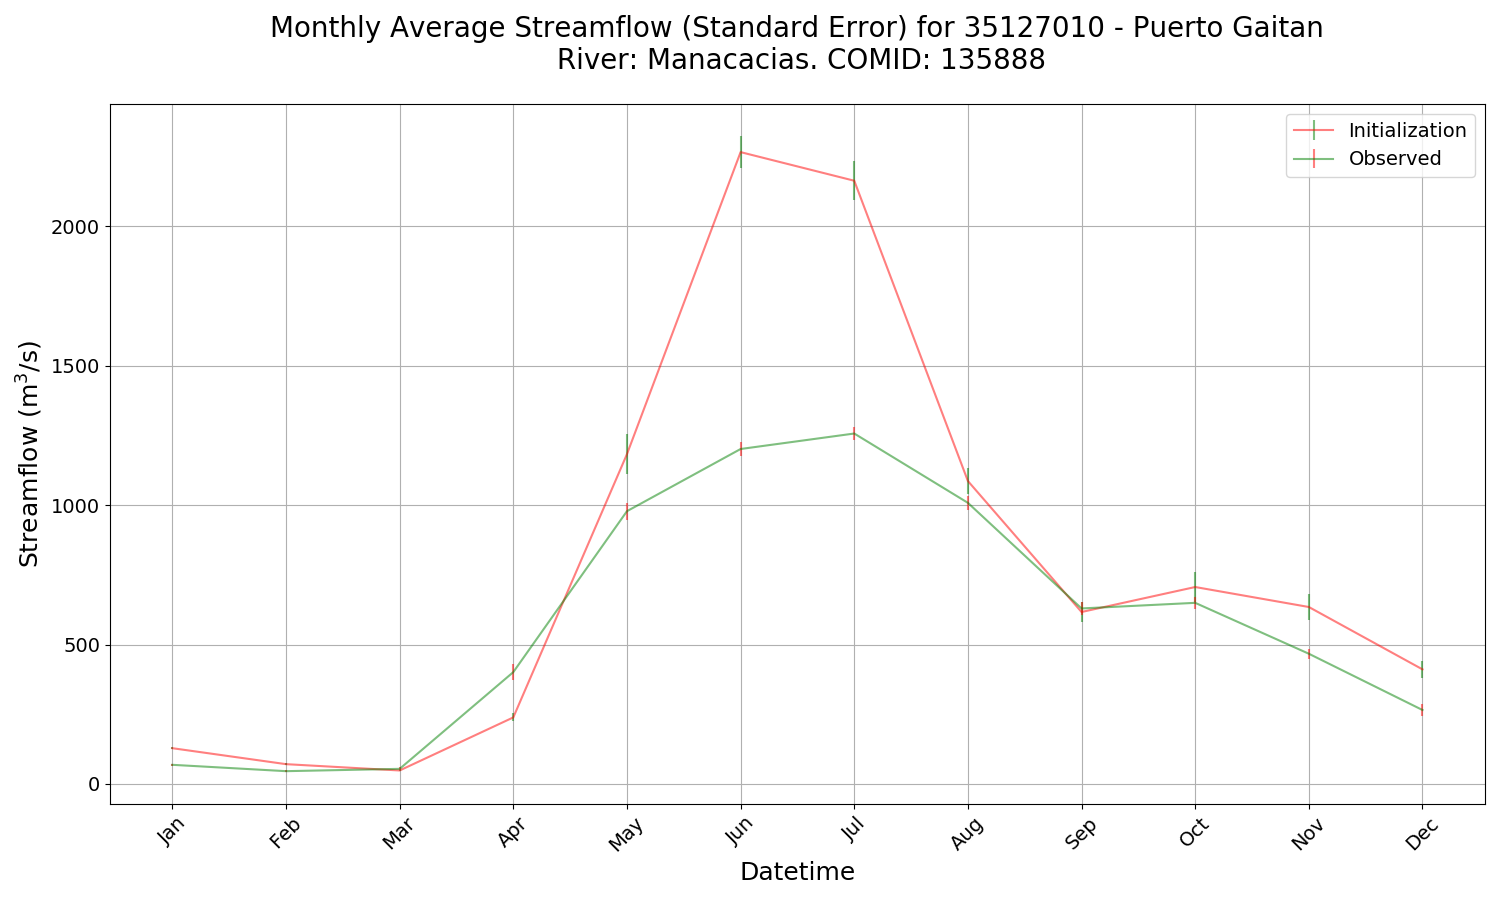 Monthly Average Streamflow (Standard Error) for 35127010 - Puerto Gaitan
River: Manacacias. COMID: 135888
Initialization
Observed
2000
1500
1000
500
0
Streamflow (m³/s)
Jan
Feb
Mar
Apr
May
Jun
Jul
Aug
Sep
Oct
Nov
Dec
Datetime